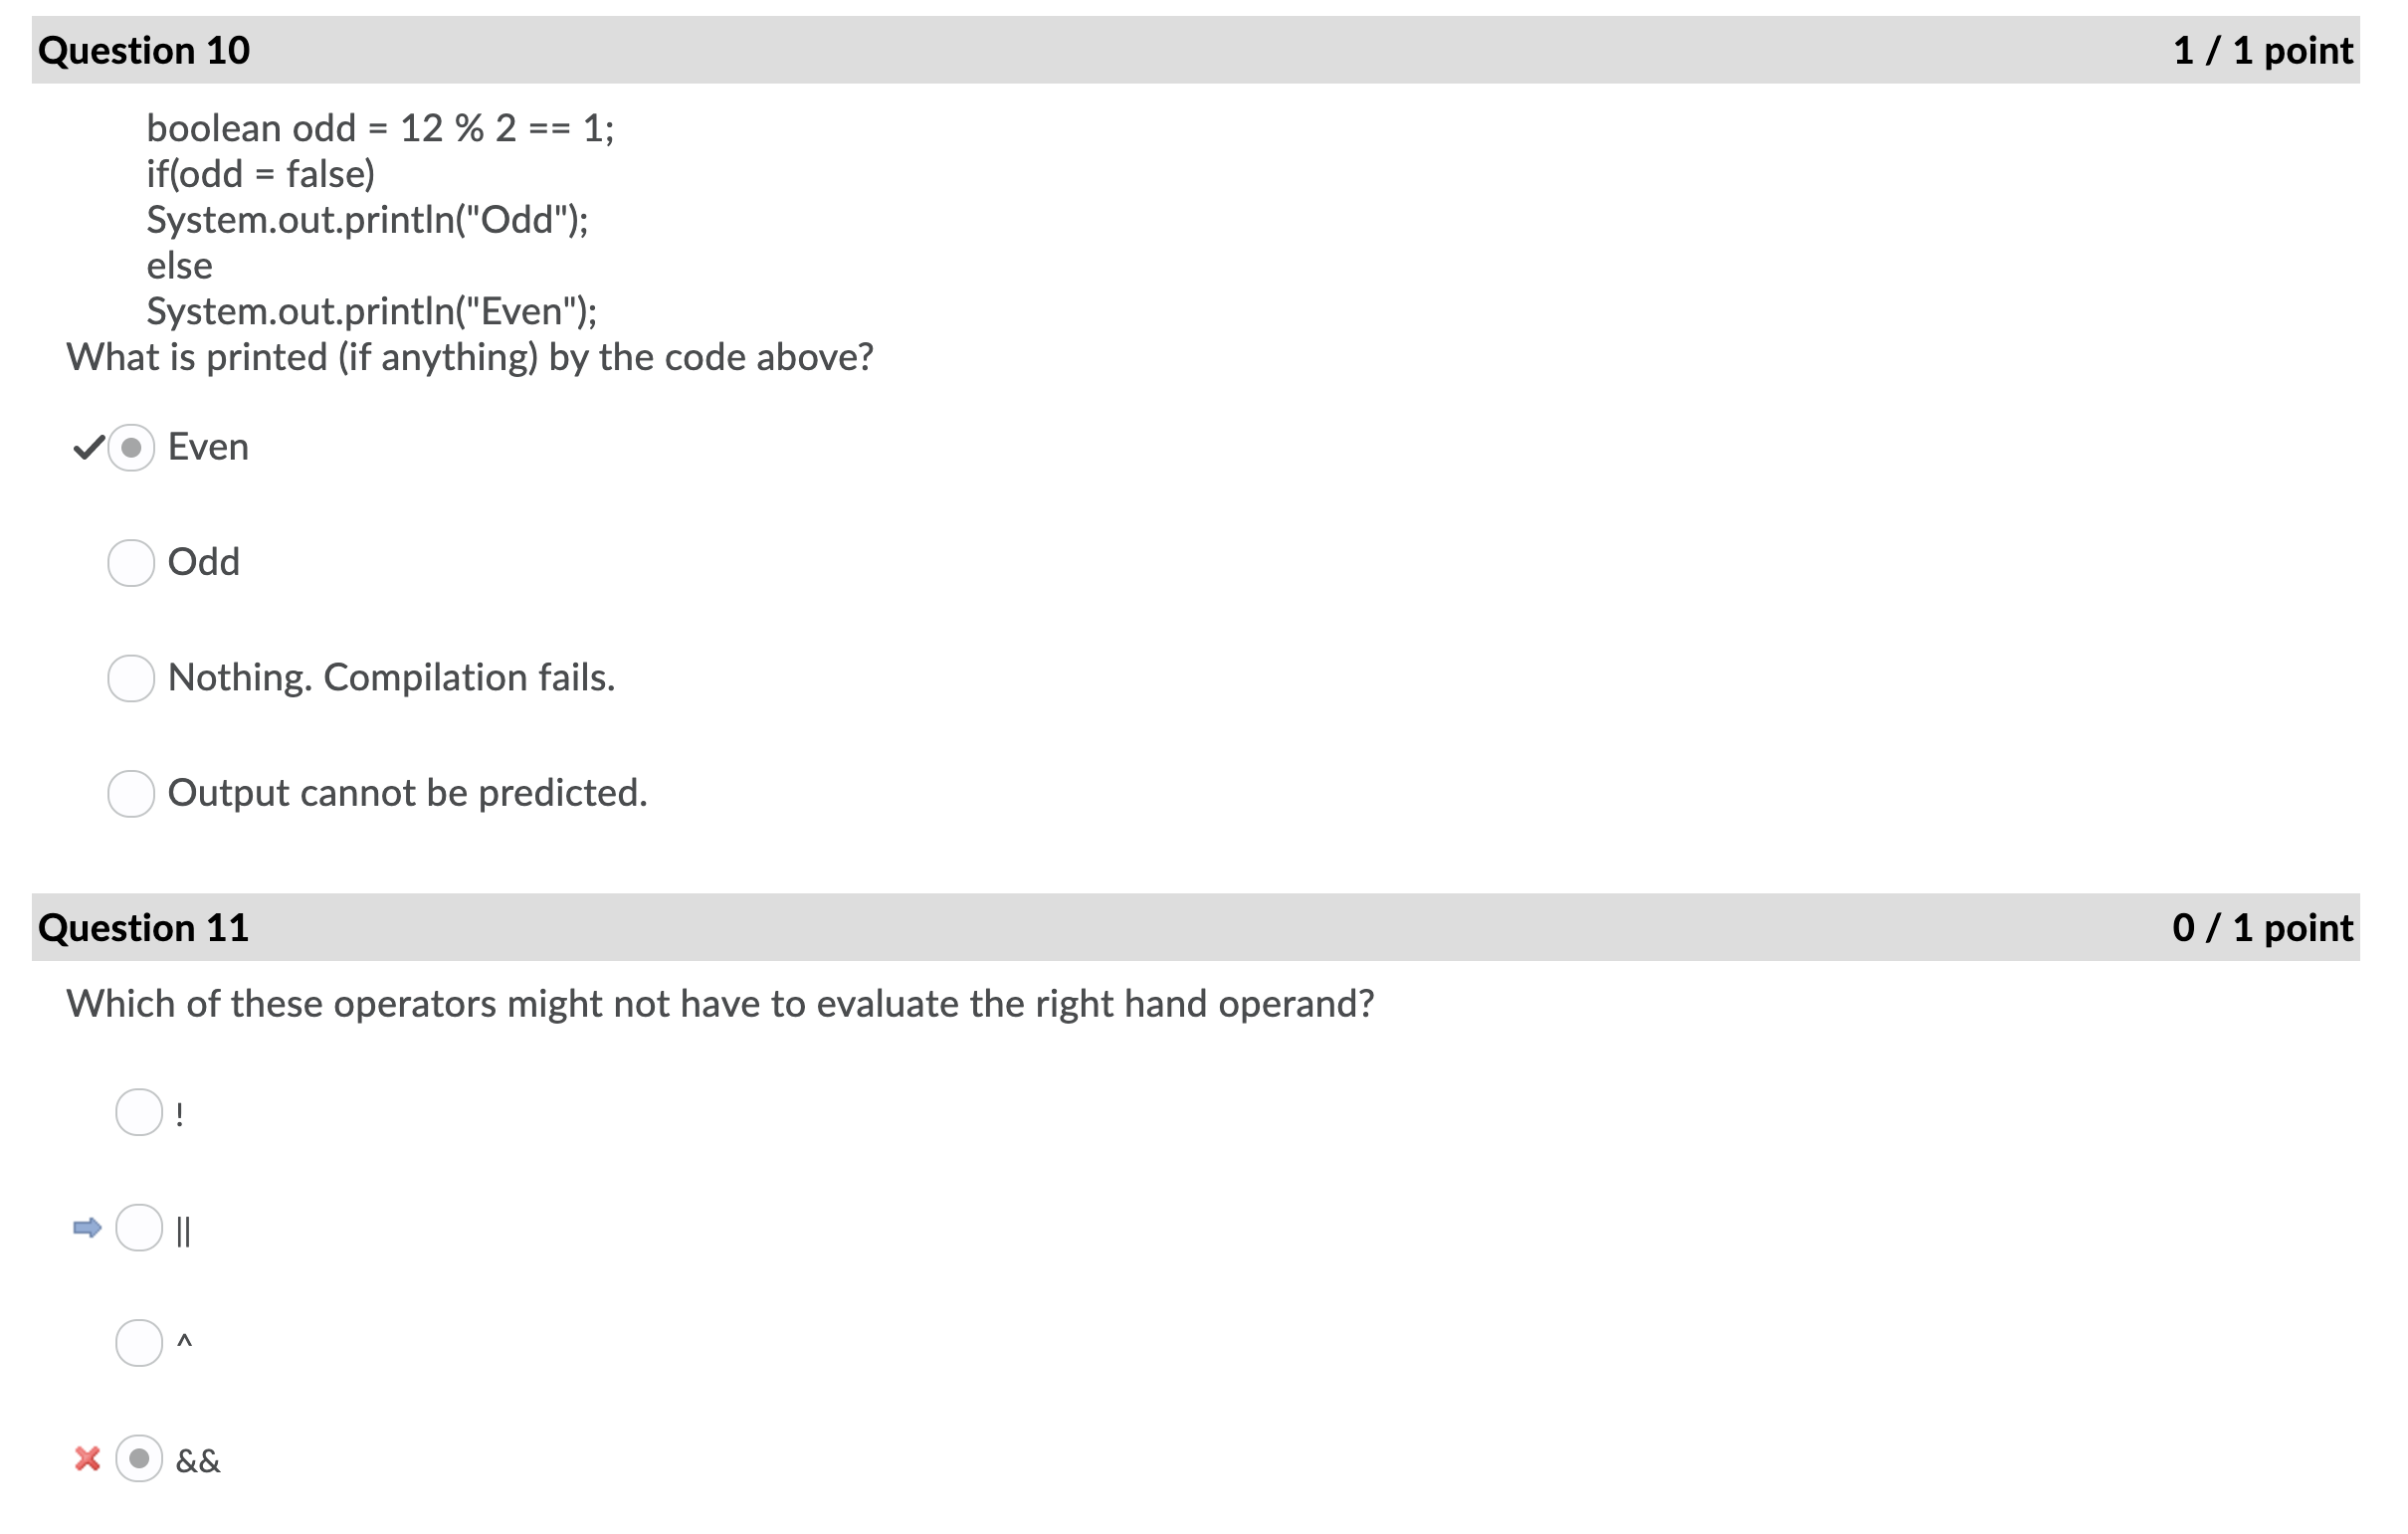 Question 10
1 / 1 point
boolean odd = 12 % 2 == 1;
if(odd = false)
System.out.println("Odd");
else
System.out.println("Even");
What is printed (if anything) by the code above?
Even
Odd
Nothing. Compilation fails.
Output cannot be predicted.
Question 11
0 / 1 point
Which of these operators might not have to evaluate the right hand operand?
!
||
^
&&